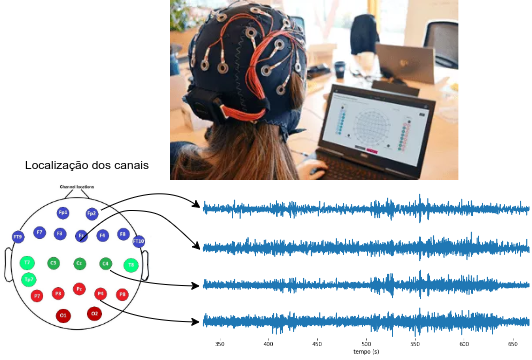 Localização dos canais
Channel locations
Fp1 Fp2
FT9 F7 F3 Fz F4 F8 FT10
T7 C3 Cz C4 T8
P7 P3 Pz P4 P8
O1 O2
350 400 450 500 550 600 650
tempo (s)